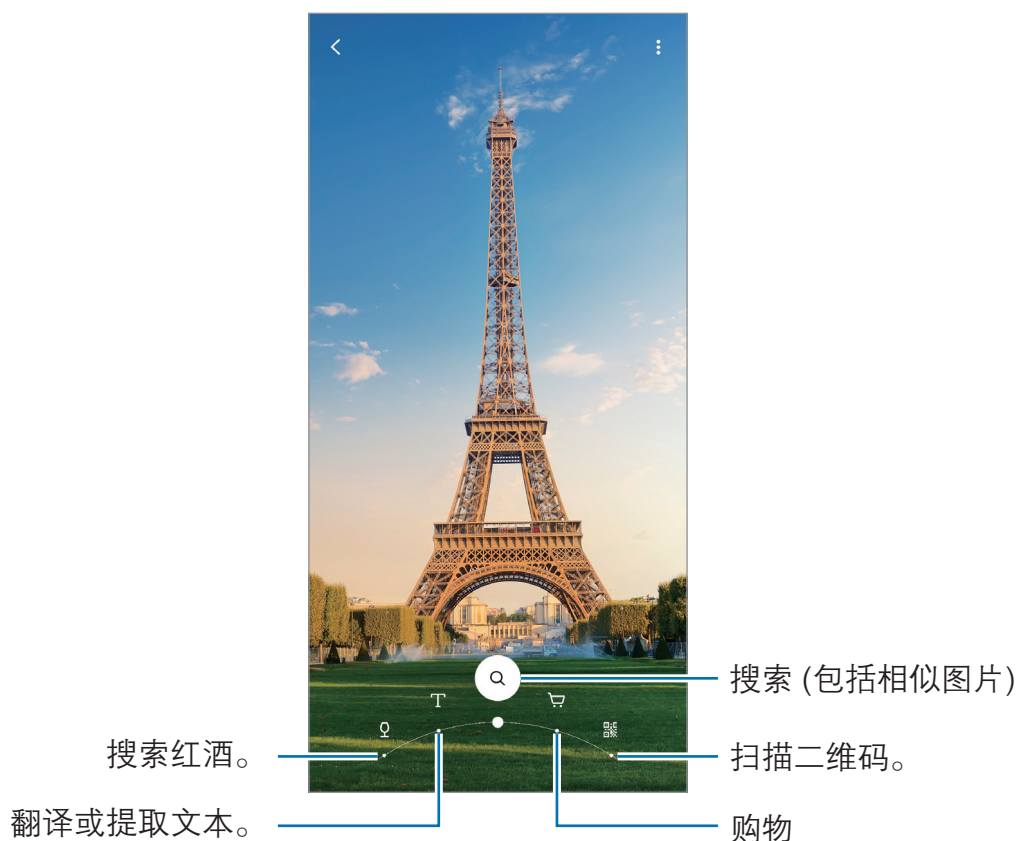 T
搜索 (包括相似图片)
搜索红酒。
扫描二维码。
翻译或提取文本。
购物